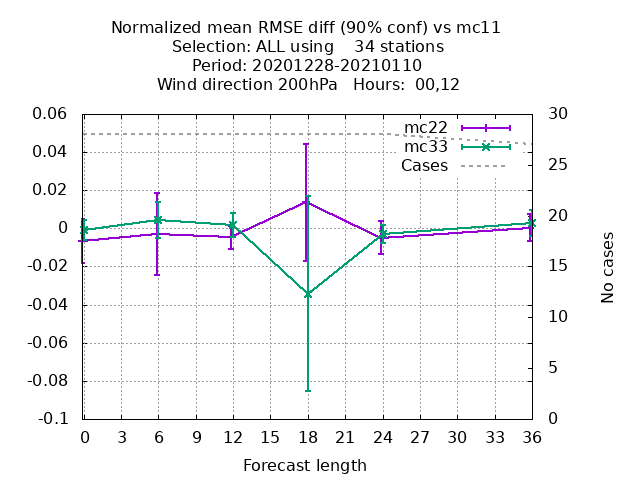 Normalized mean RMSE diff (90% conf) vs mc11
Selection: ALL using    34 stations
Period: 20201228-20210110
Wind direction 200hPa   Hours:  00,12
mc22
mc33
Cases
0.06
0.04
0.02
0
-0.02
-0.04
-0.06
-0.08
-0.1
30
25
20
15
10
5
0
No cases
0 3 6 9 12 15 18 21 24 27 30 33 36
Forecast length